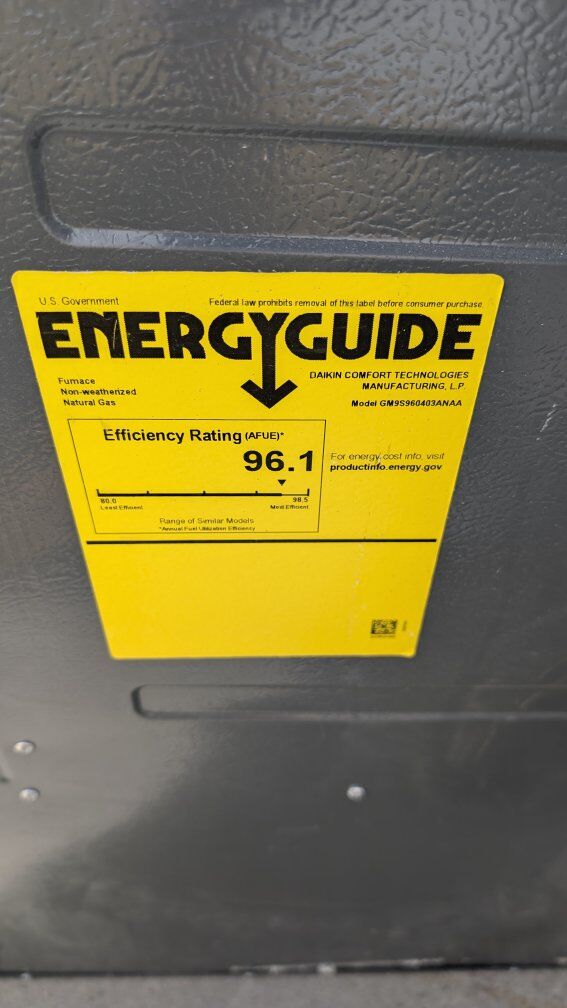 U.S. Government
Federal law prohibits removal of this label before consumer purchase.
ENERGYGUIDE
Furnace
Non-weatherized
Natural Gas
DAIKIN COMFORT TECHNOLOGIES
MANUFACTURING, L.P.
Model GM9S960403ANAA
Efficiency Rating (AFUE)*
96.1
80.0
Least Efficient
98.5
Most Efficient
Range of Similar Models
*Annual Fuel Utilization Efficiency
For energy cost info, visit
productinfo.energy.gov